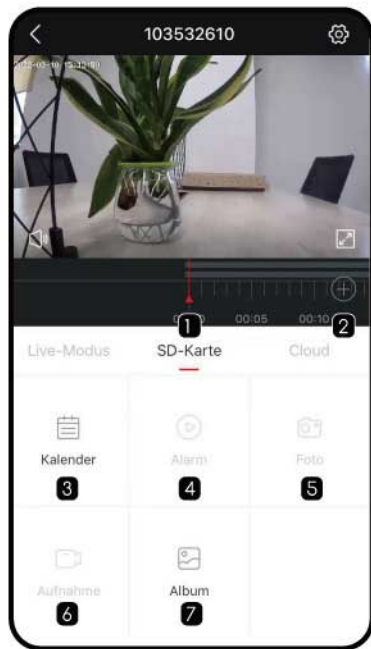 103532610
00:05 00:10
1 2
Live-Modus SD-Karte Cloud
Kalender Alarm Foto
3 4 5
Aufnahme Album
6 7